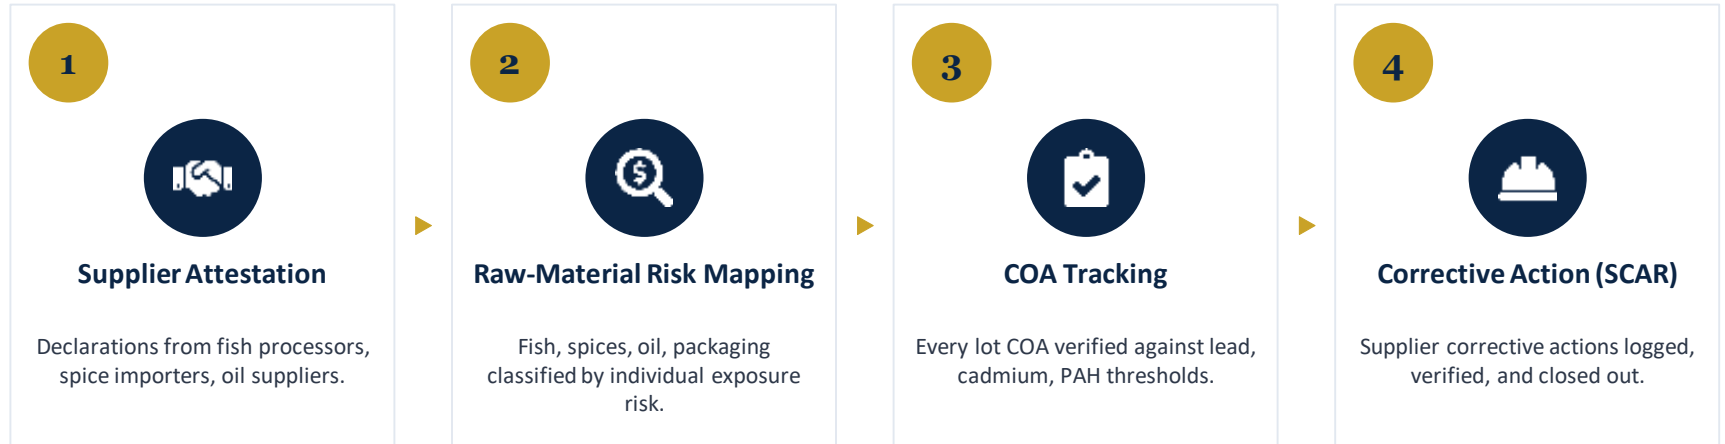 1
Supplier Attestation
Declarations from fish processors,
spice importers, oil suppliers.
2
$
Raw-Material Risk Mapping
Fish, spices, oil, packaging
classified by individual exposure
risk.
3
COA Tracking
Every lot COA verified against lead,
cadmium, PAH thresholds.
4
Corrective Action (SCAR)
Supplier corrective actions logged,
verified, and closed out.